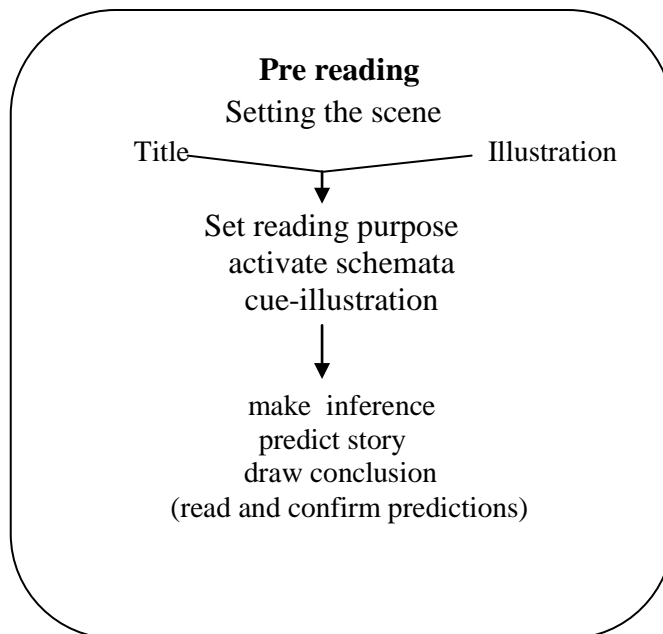 Pre reading
Setting the scene
Title Illustration
Set reading purpose
activate schemata
cue-illustration
make inference
predict story
draw conclusion
(read and confirm predictions)